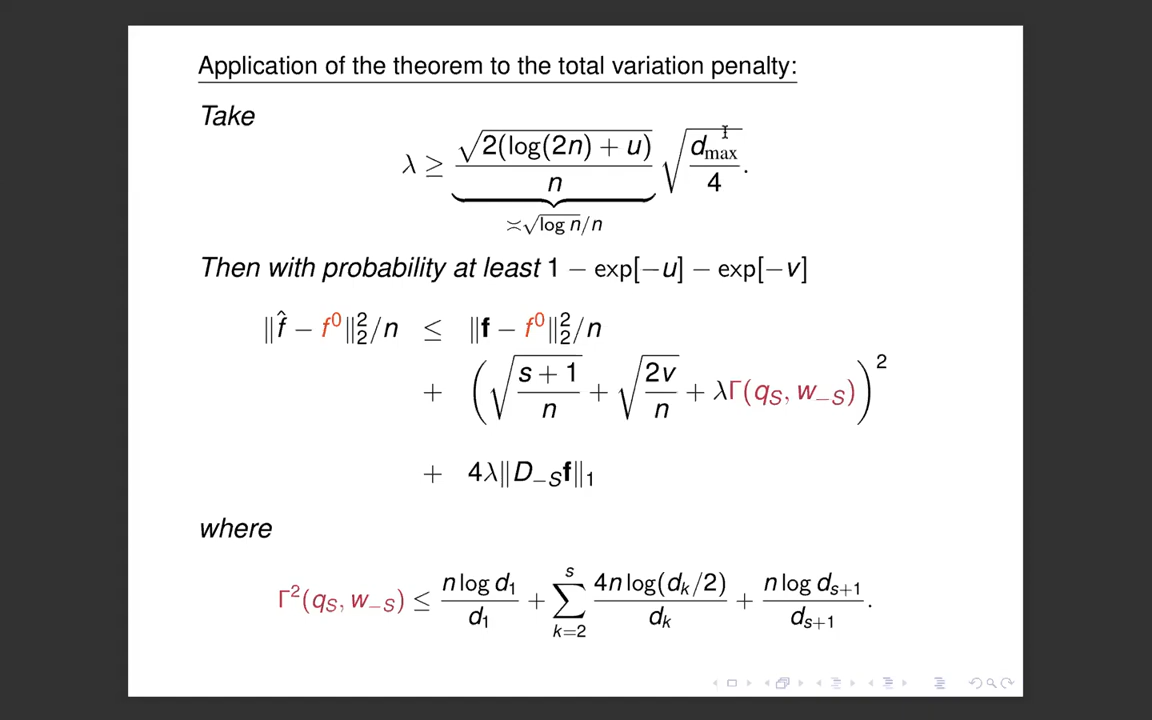 Application of the theorem to the total variation penalty:
Take
λ ≥ √2(log(2n) + u) / n √(d_max / 4).
≍√log n/n
Then with probability at least 1 − exp[−u] − exp[−v]
‖f̂ − f⁰‖²₂/n ≤ ‖f − f⁰‖²₂/n
+ (√((s + 1)/n) + √(2v/n) + λΓ(q_S, w_−S))²
+ 4λ‖D_−S f‖₁
where
Γ²(q_S, w_−S) ≤ n log d₁ / d₁ + ∑_{k=2}^{s} 4n log(d_k/2) / d_k + n log d_{s+1} / d_{s+1}.